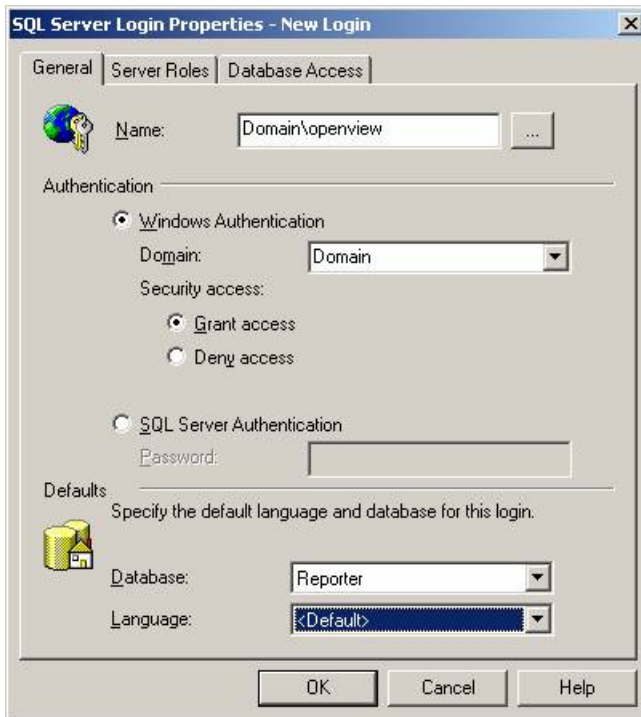 SQL Server Login Properties - New Login
General Server Roles Database Access
Name: Domain\openview ...
Authentication
Windows Authentication
Domain: Domain
Security access:
Grant access
Deny access
SQL Server Authentication
Password:
Defaults
Specify the default language and database for this login.
Database: Reporter
Language: <Default>
OK Cancel Help